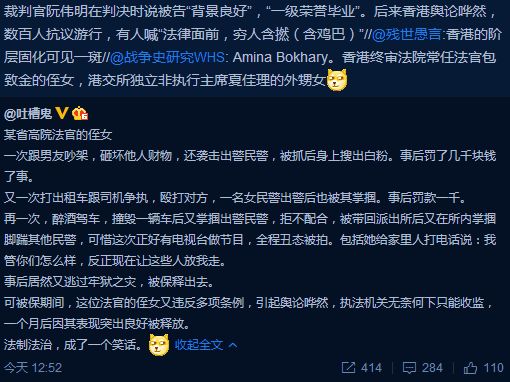 裁判官阮伟明在判决时说被告“背景良好”，“一级荣誉毕业”。后来香港舆论哗然，
数百人抗议游行，有人喊“法律面前，穷人含撚（含鸡巴）”//@残世愚言:香港的阶
层固化可见一斑//@战争史研究WHS: Amina Bokhary. 香港终审法院常任法官包
致金的侄女，港交所独立非执行主席夏佳理的外甥女
@吐槽鬼
某省高院法官的侄女
一次跟男友吵架，砸坏他人财物，还袭击出警民警，被抓后身上搜出白粉。事后罚了几千块钱
了事。
又一次打出租车跟司机争执，殴打对方，一名女民警出警后也被其掌掴。事后罚款一千。
再一次，醉酒驾车，撞毁一辆车后又掌掴出警民警，拒不配合，被带回派出所后又在所内掌掴
脚踹其他民警，可惜这次正好有电视台做节目，全程丑态被拍。包括她给家里人打电话说：我
管你们怎么样，反正现在让这些人放我走。
事后居然又逃过牢狱之灾，被保释出去。
可被保期间，这位法官的侄女又违反多项条例，引起舆论哗然，执法机关无奈何下只能收监，
一个月后因其表现突出良好被释放。
法制法治，成了一个笑话。 收起全文
今天 12:52 414 284 110